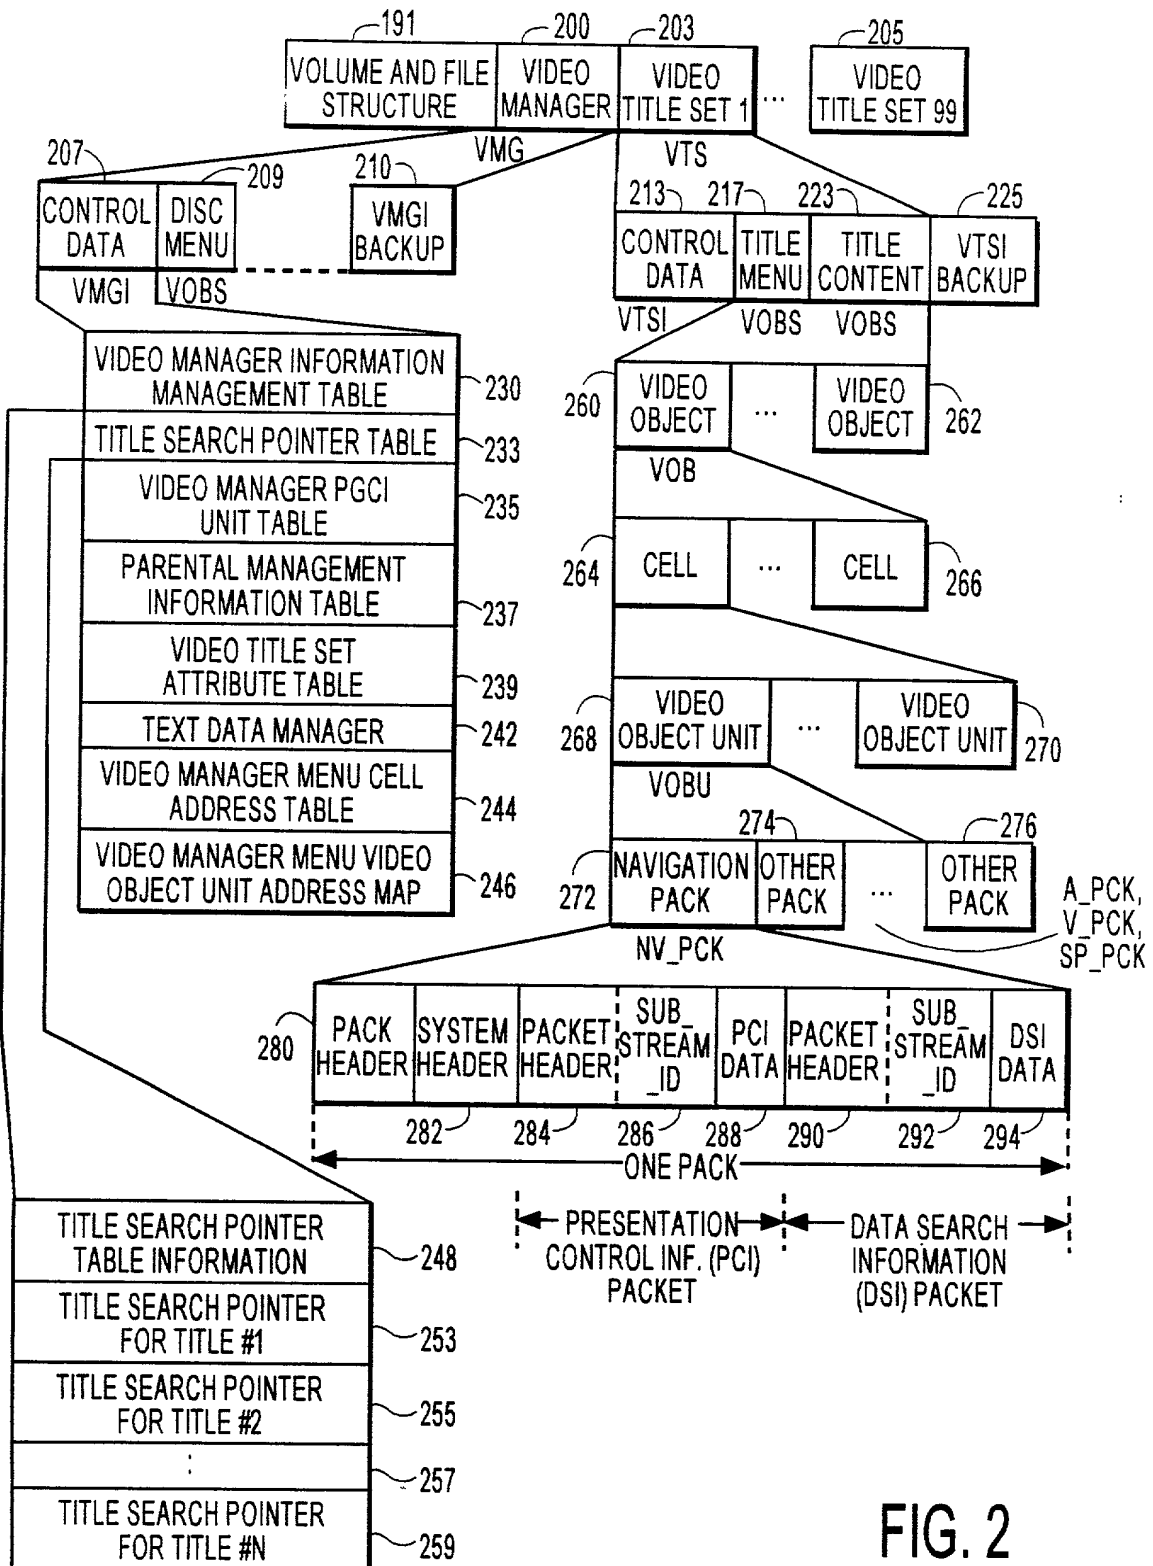 191
200
203
205
VOLUME AND FILE
STRUCTURE
VIDEO
MANAGER
VIDEO
TITLE SET 1
...
VIDEO
TITLE SET 99
VMG
VTS
207
209
210
CONTROL
DATA
DISC
MENU
VMGI
BACKUP
VMGI
VOBS
213
217
223
225
CONTROL
DATA
TITLE
MENU
TITLE
CONTENT
VTSI
BACKUP
VTSI
VOBS
VOBS
VIDEO MANAGER INFORMATION
MANAGEMENT TABLE
230
TITLE SEARCH POINTER TABLE
233
VIDEO MANAGER PGCI
UNIT TABLE
235
PARENTAL MANAGEMENT
INFORMATION TABLE
237
VIDEO TITLE SET
ATTRIBUTE TABLE
239
TEXT DATA MANAGER
242
VIDEO MANAGER MENU CELL
ADDRESS TABLE
244
VIDEO MANAGER MENU VIDEO
OBJECT UNIT ADDRESS MAP
246
260
VIDEO
OBJECT
...
VIDEO
OBJECT
262
VOB
264
CELL
...
CELL
266
268
VIDEO
OBJECT UNIT
...
VIDEO
OBJECT UNIT
270
VOBU
274
276
272
NAVIGATION
PACK
OTHER
PACK
...
OTHER
PACK
A_PCK,
V_PCK,
SP_PCK
NV_PCK
280
PACK
HEADER
SYSTEM
HEADER
PACKET
HEADER
SUB_
STREAM
_ID
PCI
DATA
PACKET
HEADER
SUB_
STREAM
_ID
DSI
DATA
282
284
286
288
290
292
294
ONE PACK
PRESENTATION
CONTROL INF. (PCI)
PACKET
DATA SEARCH
INFORMATION
(DSI) PACKET
TITLE SEARCH POINTER
TABLE INFORMATION
248
TITLE SEARCH POINTER
FOR TITLE #1
253
TITLE SEARCH POINTER
FOR TITLE #2
255
:
257
TITLE SEARCH POINTER
FOR TITLE #N
259
FIG. 2